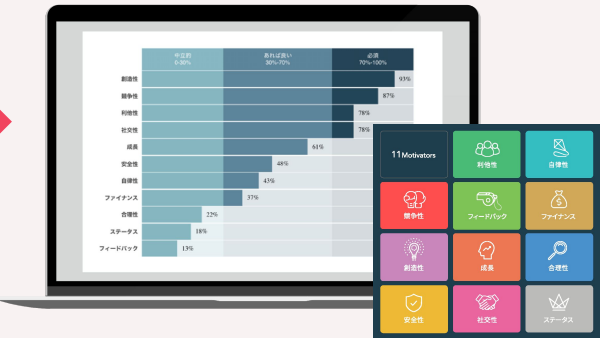 中立的
0-30%
あれば良い
30%-70%
必須
70%-100%
創造性 93%
競争性 87%
利他性 78%
社交性 78%
成長 61%
安全性 48%
自律性 43%
ファイナンス 37%
合理性 22%
ステータス 18%
フィードバック 13%
11 Motivators
利他性
自律性
競争性
フィードバック
ファイナンス
創造性
成長
合理性
安全性
社交性
ステータス